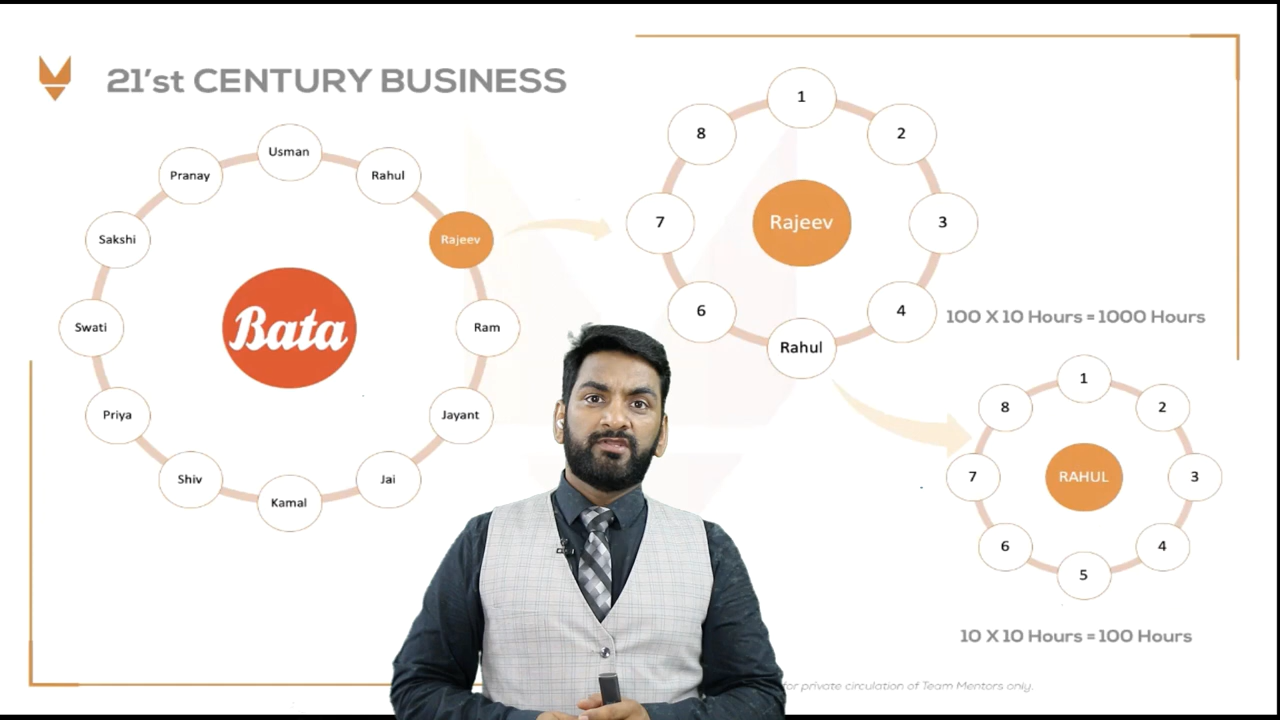 21'st CENTURY BUSINESS
Usman
Rahul
Rajeev
Ram
Jayant
Jai
Kamal
Shiv
Priya
Swati
Sakshi
Pranay
Bata
1
2
3
4
Rahul
6
7
8
Rajeev
100 X 10 Hours = 1000 Hours
1
2
3
4
5
6
7
8
RAHUL
10 X 10 Hours = 100 Hours
for private circulation of Team Mentors only.